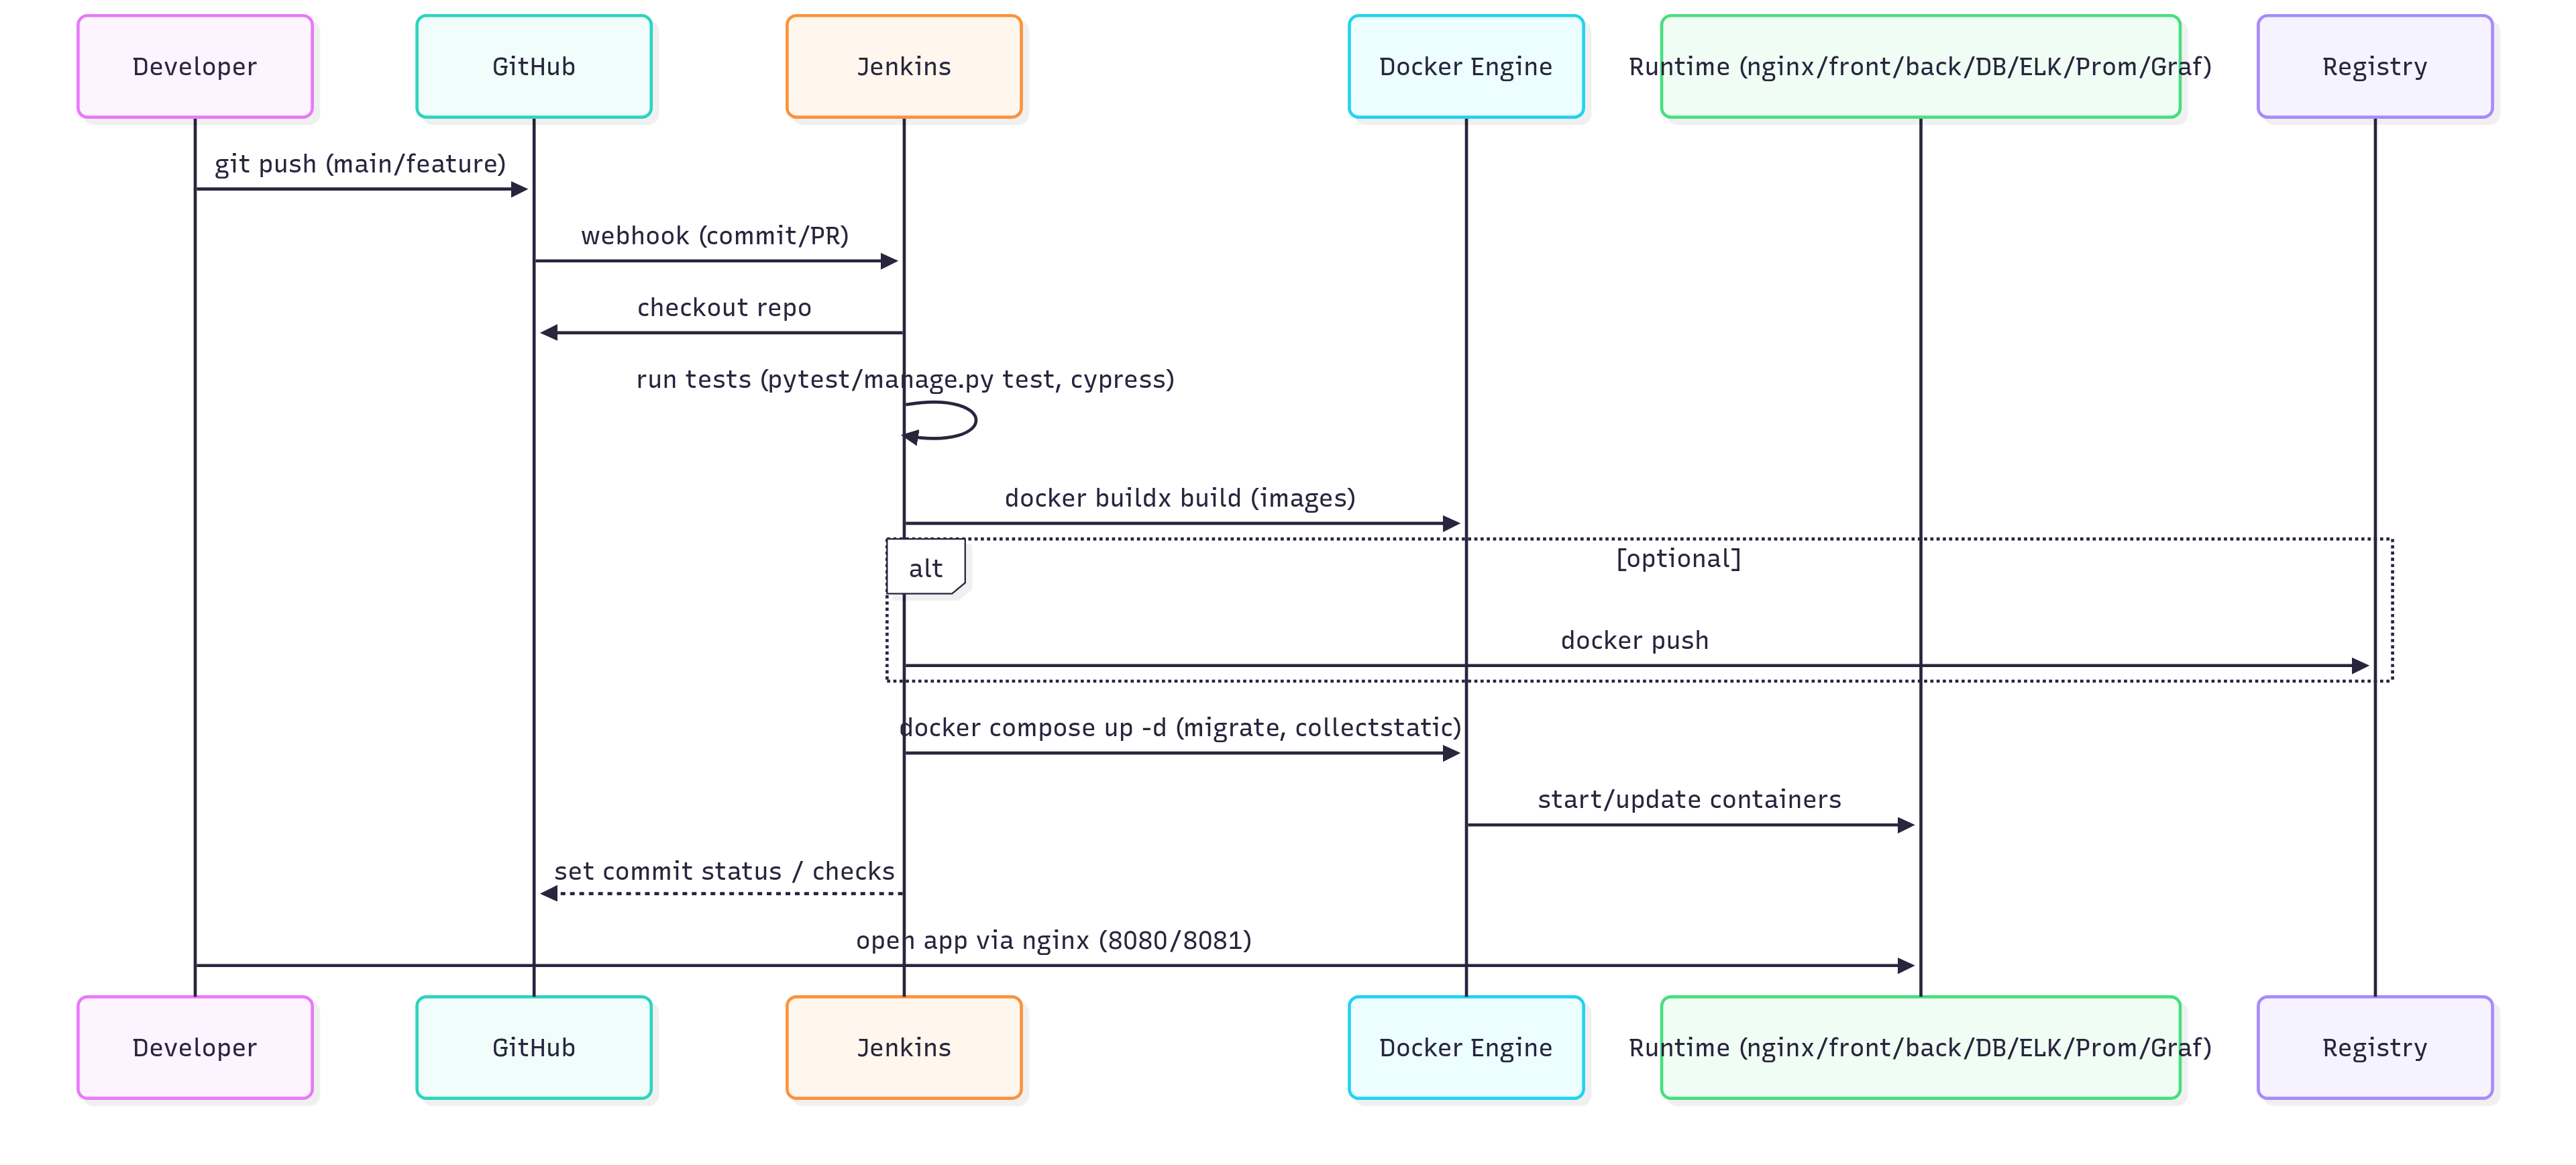 Developer
GitHub
Jenkins
Docker Engine
Runtime (nginx/front/back/DB/ELK/Prom/Graf)
Registry
git push (main/feature)
webhook (commit/PR)
checkout repo
run tests (pytest/manage.py test, cypress)
docker buildx build (images)
alt
[optional]
docker push
docker compose up -d (migrate, collectstatic)
start/update containers
set commit status / checks
open app via nginx (8080/8081)
Developer
GitHub
Jenkins
Docker Engine
Runtime (nginx/front/back/DB/ELK/Prom/Graf)
Registry